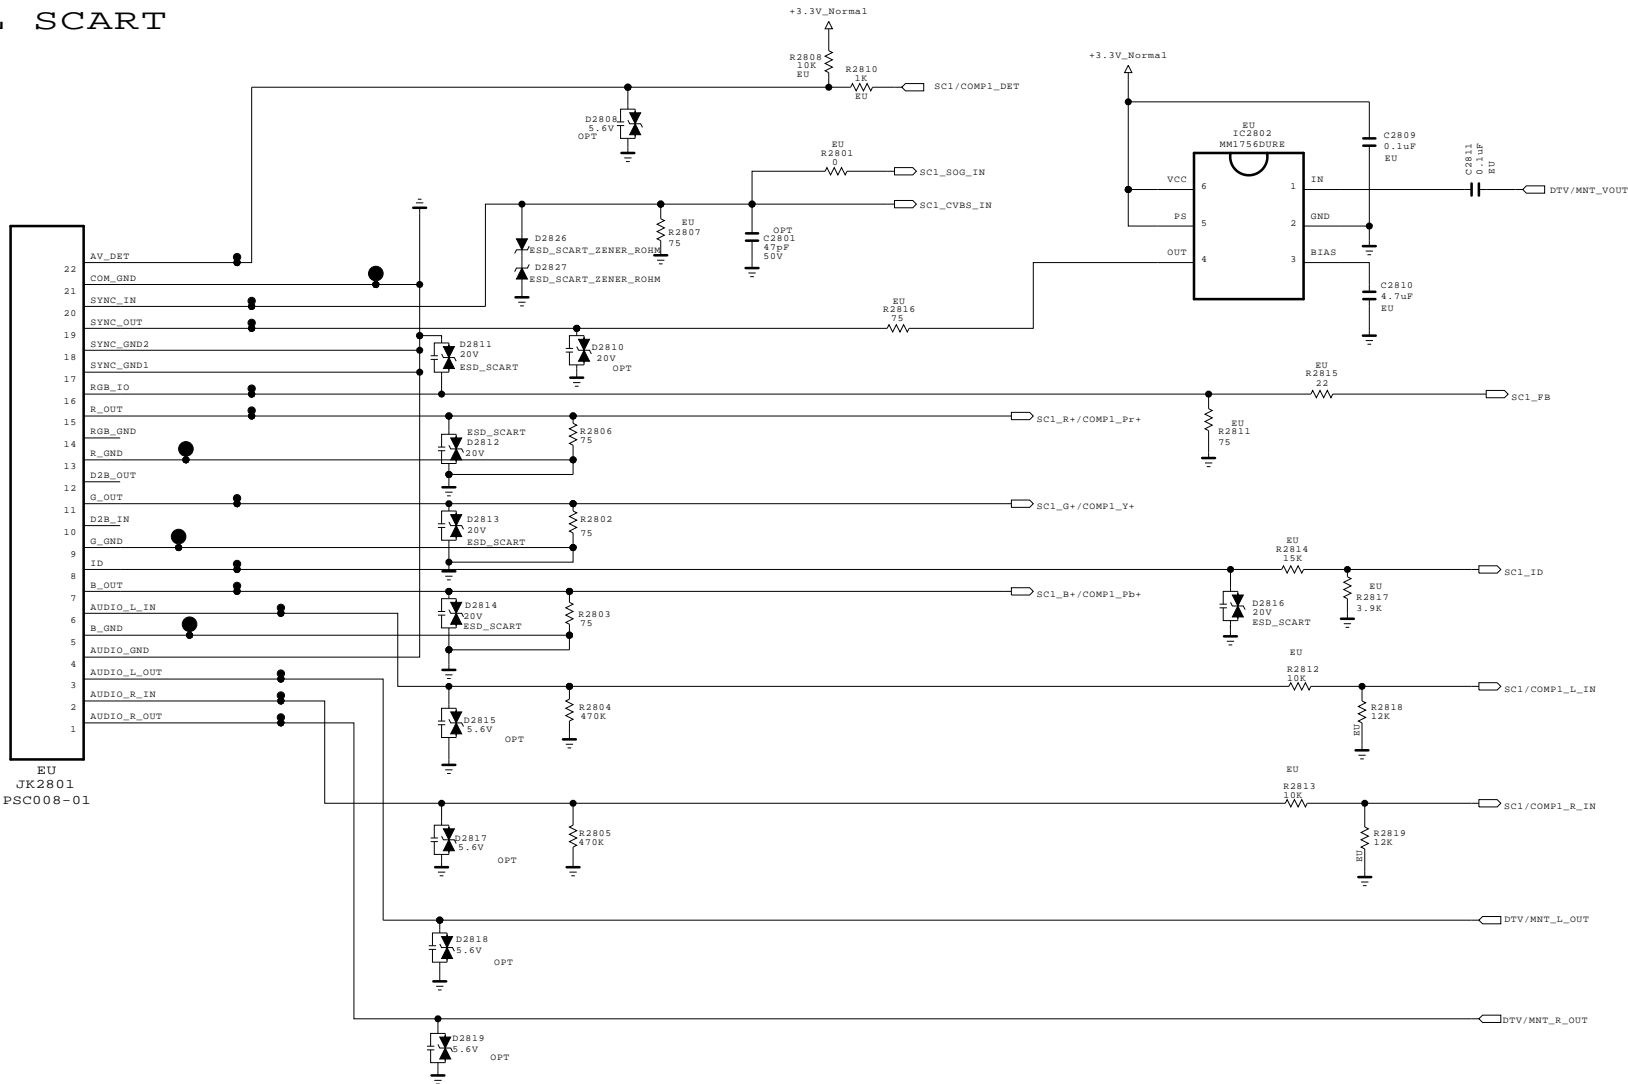 SCART
+3.3V_Normal
R2808
10K
EU
R2810
1K
EU
SC1/COMP1_DET
D2808
5.6V
OPT
EU
R2801
0
SC1_SOG_IN
SC1_CVBS_IN
D2826
ESD_SCART_ZENER_ROHM
D2827
ESD_SCART_ZENER_ROHM
EU
R2807
75
OPT
C2801
47pF
50V
+3.3V_Normal
EU
IC2802
MM1756DURE
VCC
6
PS
5
OUT
4
1
IN
2
GND
3
BIAS
C2809
0.1uF
EU
C2810
4.7uF
EU
C2811
0.1uF
EU
DTV/MNT_VOUT
AV_DET
22
COM_GND
21
SYNC_IN
20
SYNC_OUT
19
SYNC_GND2
18
SYNC_GND1
17
RGB_IO
16
R_OUT
15
RGB_GND
14
R_GND
13
D2B_OUT
12
G_OUT
11
D2B_IN
10
G_GND
9
ID
8
B_OUT
7
AUDIO_L_IN
6
B_GND
5
AUDIO_GND
4
AUDIO_L_OUT
3
AUDIO_R_IN
2
AUDIO_R_OUT
1
EU
JK2801
PSC008-01
EU
R2816
75
D2811
20V
ESD_SCART
D2810
20V
OPT
EU
R2815
22
SC1_FB
EU
R2811
75
SC1_R+/COMP1_Pr+
ESD_SCART
D2812
20V
R2806
75
SC1_G+/COMP1_Y+
D2813
20V
ESD_SCART
R2802
75
EU
R2814
15K
SC1_ID
EU
R2817
3.9K
D2816
20V
ESD_SCART
SC1_B+/COMP1_Pb+
D2814
20V
ESD_SCART
R2803
75
EU
R2812
10K
SC1/COMP1_L_IN
R2818
12K
EU
D2815
5.6V
OPT
R2804
470K
EU
R2813
10K
SC1/COMP1_R_IN
R2819
12K
EU
D2817
5.6V
OPT
R2805
470K
DTV/MNT_L_OUT
D2818
5.6V
OPT
DTV/MNT_R_OUT
D2819
5.6V
OPT